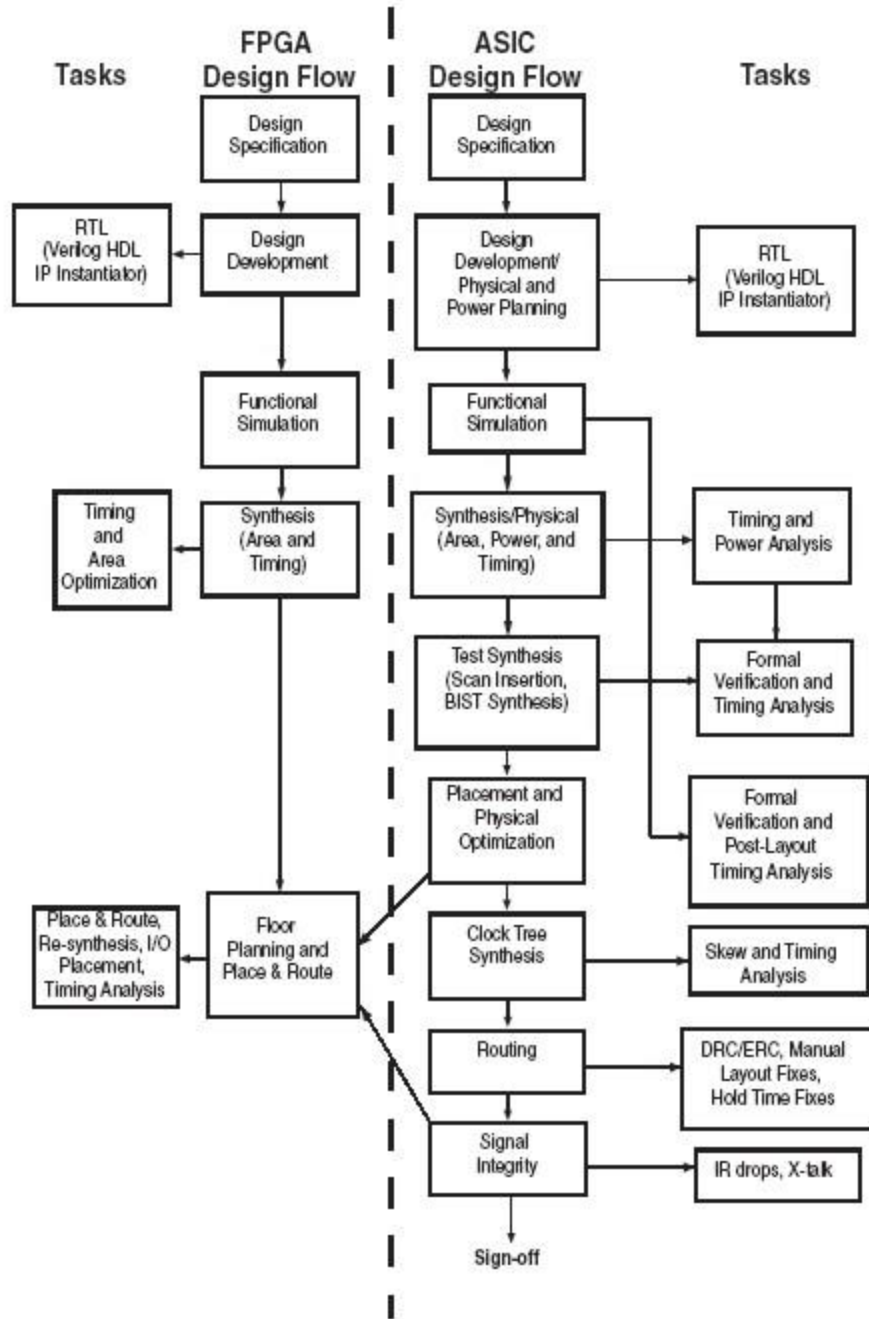 Tasks
FPGA
Design Flow
ASIC
Design Flow
Tasks
Design
Specification
Design
Specification
RTL
(Verilog HDL
IP Instantiator)
Design
Development
Design
Development/
Physical and
Power Planning
RTL
(Verilog HDL
IP Instantiator)
Functional
Simulation
Functional
Simulation
Timing
and
Area
Optimization
Synthesis
(Area and
Timing)
Synthesis/Physical
(Area, Power, and
Timing)
Timing and
Power Analysis
Test Synthesis
(Scan Insertion,
BIST Synthesis)
Formal
Verification and
Timing Analysis
Placement and
Physical
Optimization
Formal
Verification and
Post-Layout
Timing Analysis
Place & Route,
Re-synthesis, I/O
Placement,
Timing Analysis
Floor
Planning and
Place & Route
Clock Tree
Synthesis
Skew and Timing
Analysis
Routing
DRC/ERC, Manual
Layout Fixes,
Hold Time Fixes
Signal
Integrity
IR drops, X-talk
Sign-off